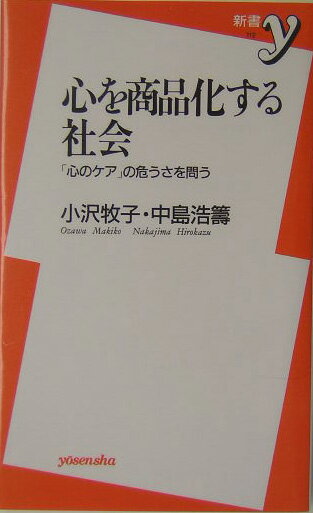 新書
y
心を商品化する
社会
「心のケア」の危うさを問う
小沢牧子・中島浩籌
Ozawa Makiko Nakajima Hirokazu
yosensha